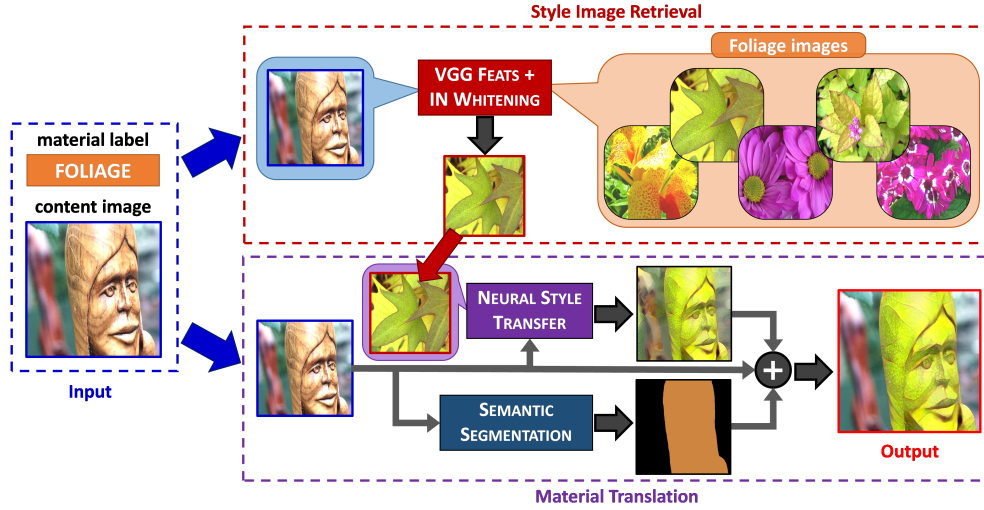 Style Image Retrieval
Foliage images
VGG FEATS +
IN WHITENING
material label
FOLIAGE
content image
Input
NEURAL STYLE
TRANSFER
+
SEMANTIC
SEGMENTATION
Output
Material Translation